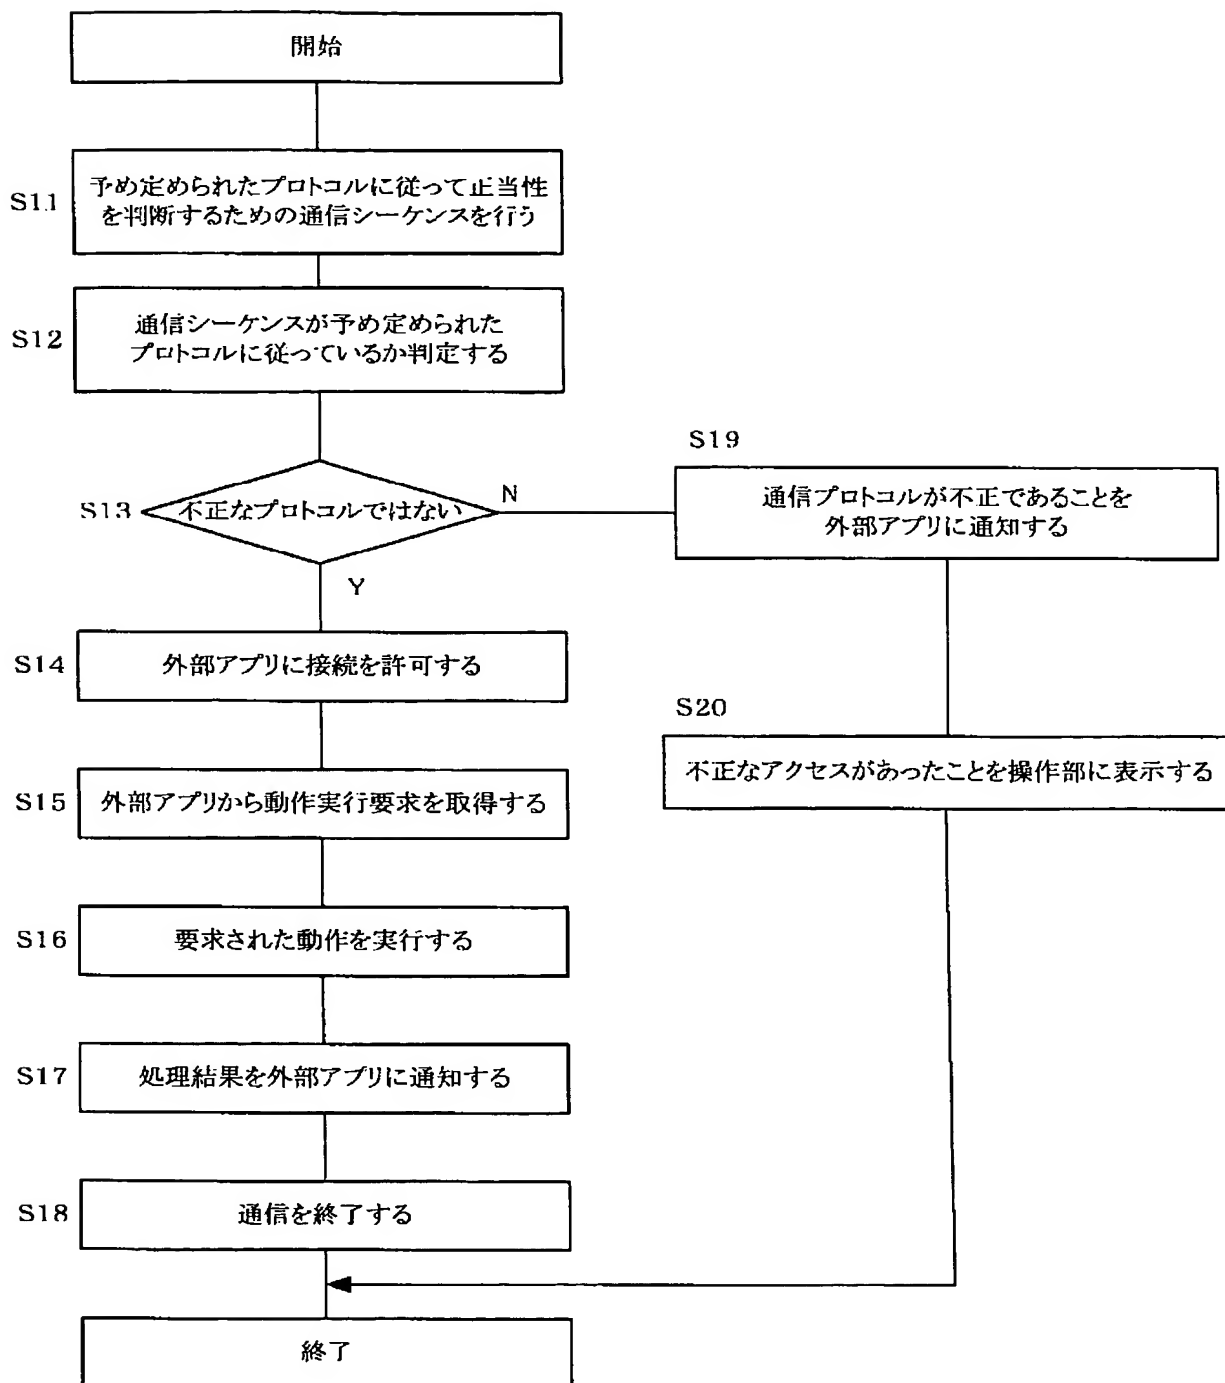 開始
S11
予め定められたプロトコルに従って正当性
を判断するための通信シーケンスを行う
S12
通信シーケンスが予め定められた
プロトコルに従っているか判定する
S13
不正なプロトコルではない
N
Y
S19
通信プロトコルが不正であることを
外部アプリに通知する
S14
外部アプリに接続を許可する
S20
不正なアクセスがあったことを操作部に表示する
S15
外部アプリから動作実行要求を取得する
S16
要求された動作を実行する
S17
処理結果を外部アプリに通知する
S18
通信を終了する
終了